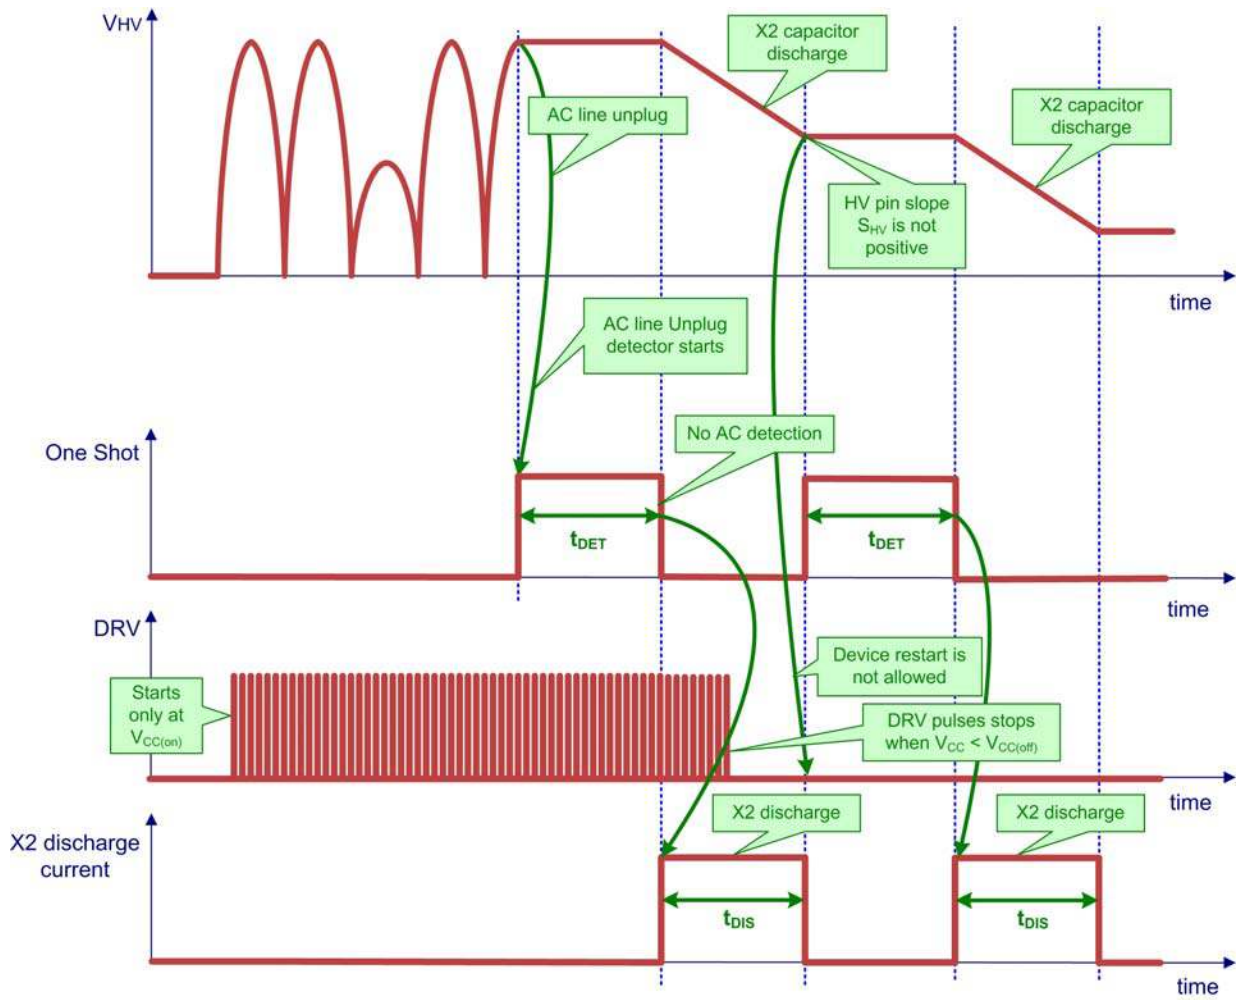 VHV
X2 capacitor
discharge
AC line unplug
X2 capacitor
discharge
HV pin slope
SHV is not
positive
time
AC line Unplug
detector starts
One Shot
No AC detection
tDET
tDET
time
DRV
Starts
only at
VCC(on)
Device restart is
not allowed
DRV pulses stops
when VCC < VCC(off)
time
X2 discharge
current
X2 discharge
X2 discharge
tDIS
tDIS
time